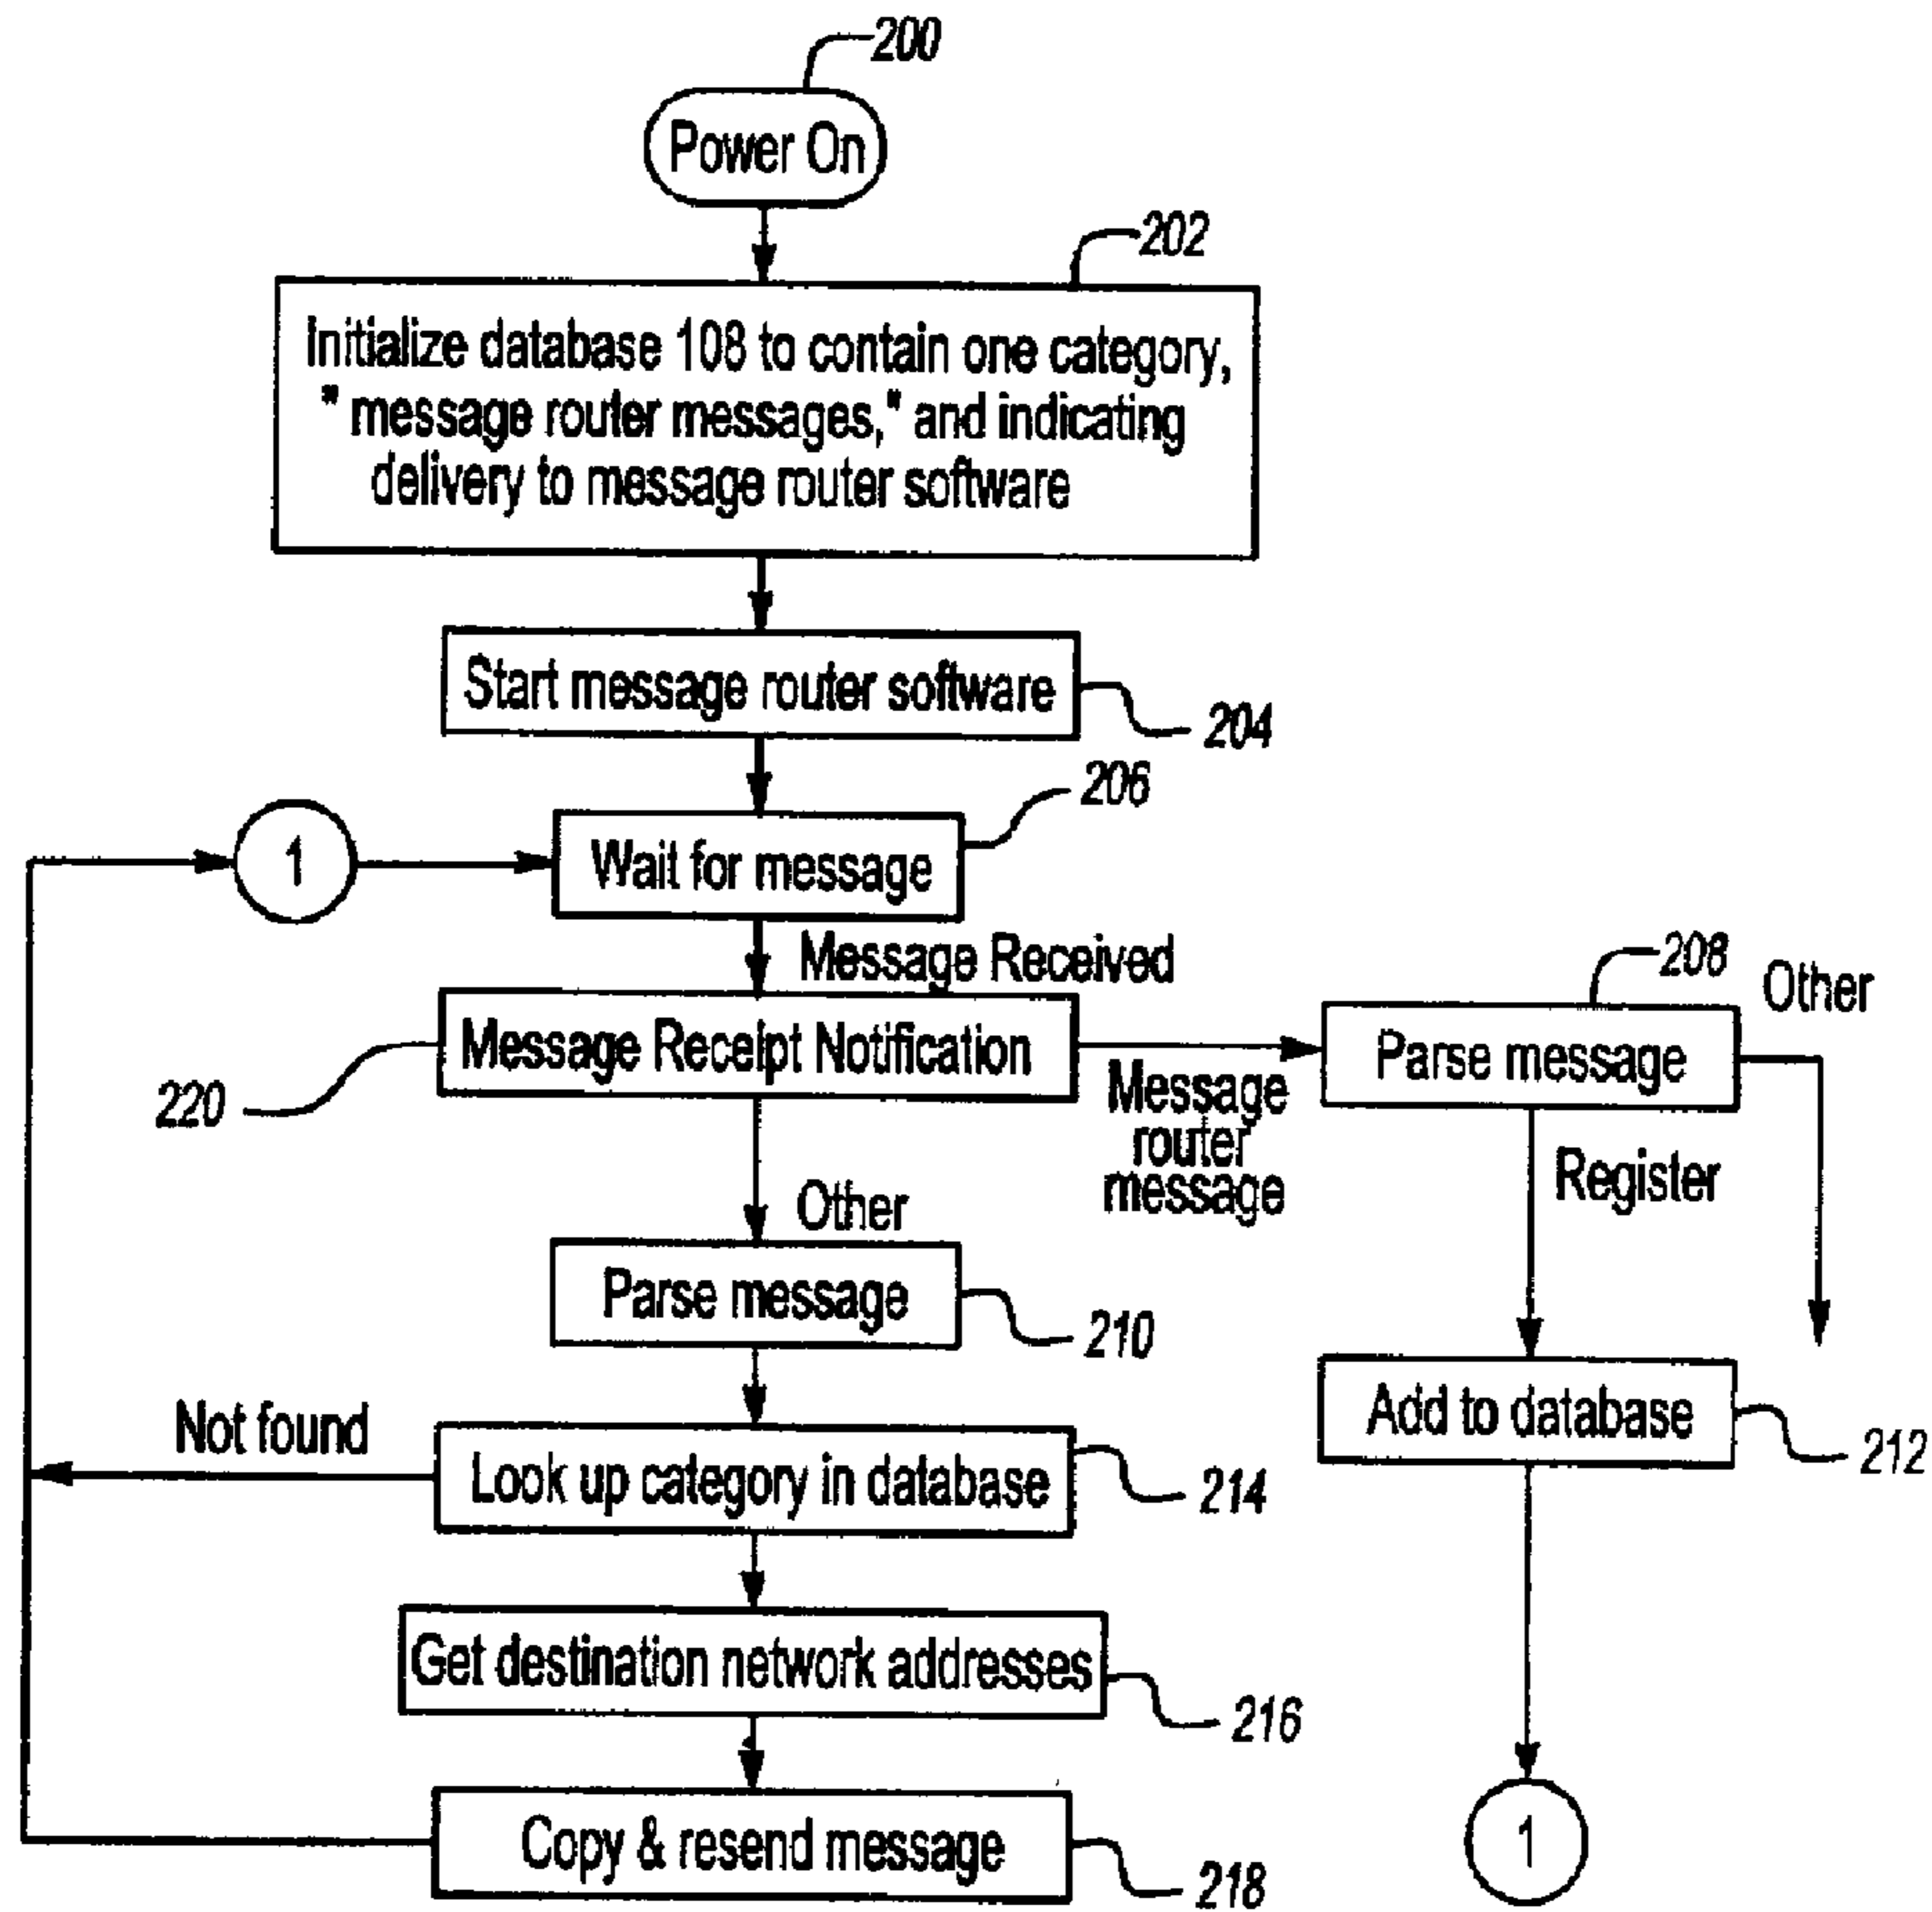 200
Power On
202
Initialize database 108 to contain one category,
" message router messages," and indicating
delivery to message router software
Start message router software
204
206
1
Wait for message
Message Received
208
Other
Message Receipt Notification
Parse message
220
Message
router
message
Register
Other
Parse message
210
Add to database
212
Not found
Look up category in database
214
Get destination network addresses
216
Copy & resend message
218
1